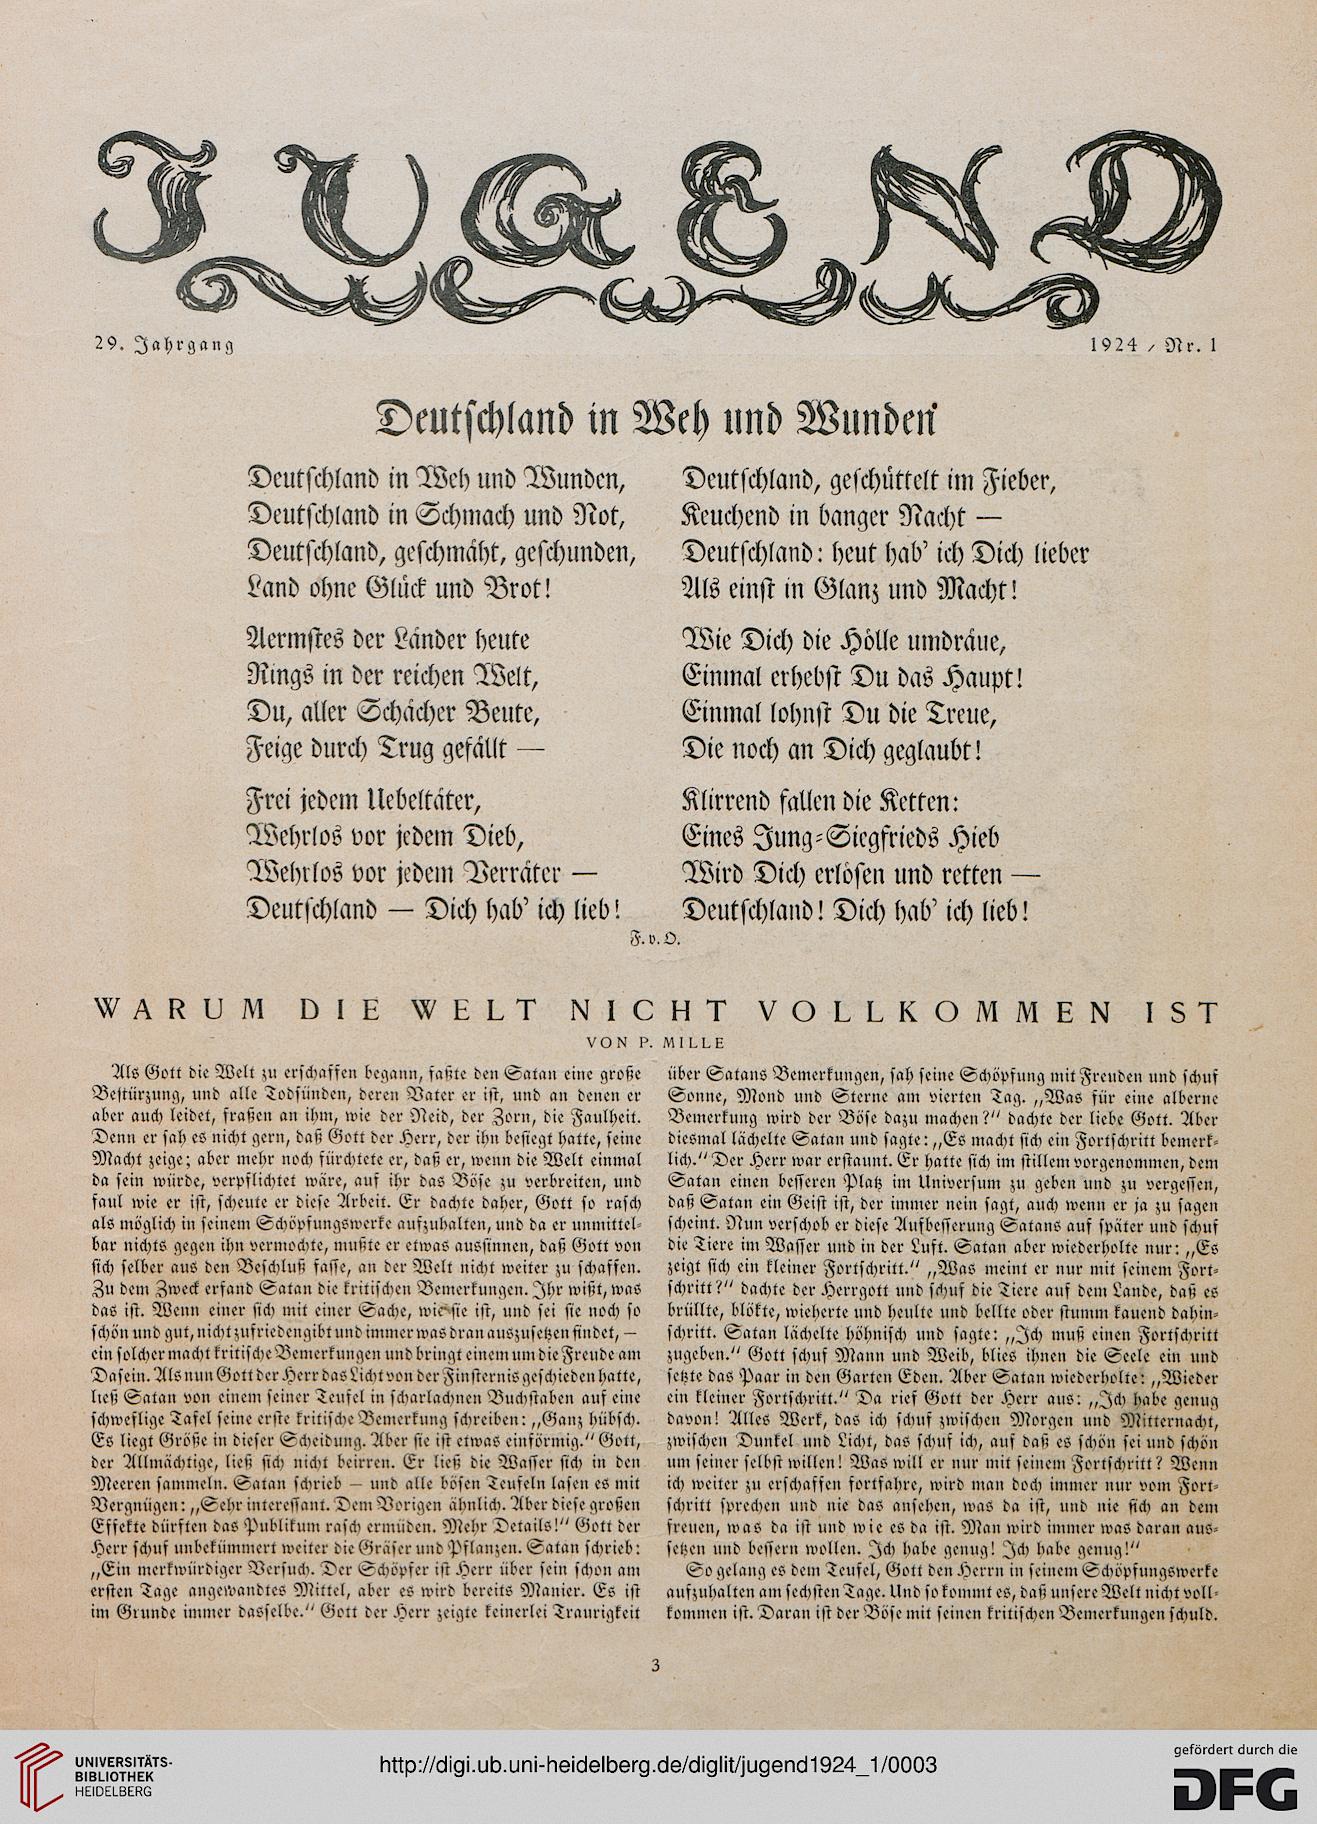 JUGEND
29. Jahrgang
1924 / Nr. 1
Deutschland in Weh und Wunden
Deutschland in Weh und Wunden,
Deutschland in Schmach und Not,
Deutschland, geschmäht, geschunden,
Land ohne Glück und Brot!
Aermstes der Länder heute
Rings in der reichen Welt,
Du, aller Schächer Beute,
Feige durch Trug gefällt —
Frei jedem Uebeltäter,
Wehrlos vor jedem Dieb,
Wehrlos vor jedem Verräter —
Deutschland — Dich hab' ich lieb!
Deutschland, geschüttelt im Fieber,
Keuchend in banger Nacht —
Deutschland: heut hab' ich Dich lieber
Als einst in Glanz und Macht!
Wie Dich die Hölle umdräue,
Einmal erhebst Du das Haupt!
Einmal lohnst Du die Treue,
Die noch an Dich geglaubt!
Klirrend fallen die Ketten:
Eines Jung-Siegfrieds Hieb
Wird Dich erlösen und retten —
Deutschland! Dich hab' ich lieb!
F. v. O.
WARUM DIE WELT NICHT VOLLKOMMEN IST
VON P. MILLE
Als Gott die Welt zu erschaffen begann, faßte den Satan eine große
Bestürzung, und alle Todsünden, deren Vater er ist, und an denen er
aber auch leidet, fraßen an ihm, wie der Neid, der Zorn, die Faulheit.
Denn er sah es nicht gern, daß Gott der Herr, der ihn besiegt hatte, seine
Macht zeige; aber mehr noch fürchtete er, daß er, wenn die Welt einmal
da sein würde, verpflichtet wäre, auf ihr das Böse zu verbreiten, und
faul wie er ist, scheute er diese Arbeit. Er dachte daher, Gott so rasch
als möglich in seinem Schöpfungswerke aufzuhalten, und da er unmittel-
bar nichts gegen ihn vermochte, mußte er etwas aussinnen, daß Gott von
sich selber aus den Beschluß fasse, an der Welt nicht weiter zu schaffen.
Zu dem Zweck erfand Satan die kritischen Bemerkungen. Ihr wißt, was
das ist. Wenn einer sich mit einer Sache, wie sie ist, und sei sie noch so
schön und gut, nicht zufrieden gibt und immer was dran auszusetzen findet, —
ein solcher macht kritische Bemerkungen und bringt einem um die Freude am
Dasein. Als nun Gott der Herr das Licht von der Finsternis geschieden hatte,
ließ Satan von einem seiner Teufel in scharlachnen Buchstaben auf eine
schweflige Tafel seine erste kritische Bemerkung schreiben: „Ganz hübsch.
Es liegt Größe in dieser Scheidung. Aber sie ist etwas einförmig.“ Gott,
der Allmächtige, ließ sich nicht beirren. Er ließ die Wasser sich in den
Meeren sammeln. Satan schrieb — und alle bösen Teufeln lasen es mit
Vergnügen: „Sehr interessant. Dem Vorigen ähnlich. Aber diese großen
Effekte dürften das Publikum rasch ermüden. Mehr Details!“ Gott der
Herr schuf unbekümmert weiter die Gräser und Pflanzen. Satan schrieb:
„Ein merkwürdiger Versuch. Der Schöpfer ist Herr über sein schon am
ersten Tage angewandtes Mittel, aber es wird bereits Manier. Es ist
im Grunde immer dasselbe.“ Gott der Herr zeigte keinerlei Traurigkeit
über Satans Bemerkungen, sah seine Schöpfung mit Freuden und schuf
Sonne, Mond und Sterne am vierten Tag. „Was für eine alberne
Bemerkung wird der Böse dazu machen?“ dachte der liebe Gott. Aber
diesmal lächelte Satan und sagte: „Es macht sich ein Fortschritt bemerk-
lich.“ Der Herr war erstaunt. Er hatte sich im stillem vorgenommen, dem
Satan einen besseren Platz im Universum zu geben und zu vergessen,
daß Satan ein Geist ist, der immer nein sagt, auch wenn er ja zu sagen
scheint. Nun verschob er diese Aufbesserung Satans auf später und schuf
die Tiere im Wasser und in der Luft. Satan aber wiederholte nur: „Es
zeigt sich ein kleiner Fortschritt.“ „Was meint er nur mit seinem Fort-
schritt?“ dachte der Herrgott und schuf die Tiere auf dem Lande, daß es
brüllte, blökte, wieherte und heulte und bellte oder stumm kauend dahin-
schritt. Satan lächelte höhnisch und sagte: „Ich muß einen Fortschritt
zugeben.“ Gott schuf Mann und Weib, blies ihnen die Seele ein und
setzte das Paar in den Garten Eden. Aber Satan wiederholte: „Wieder
ein kleiner Fortschritt.“ Da rief Gott der Herr aus: „Ich habe genug
davon! Alles Werk, das ich schuf zwischen Morgen und Mitternacht,
zwischen Dunkel und Licht, das schuf ich, auf daß es schön sei und schön
um seiner selbst willen! Was will er nur mit seinem Fortschritt? Wenn
ich weiter zu erschaffen fortfahre, wird man doch immer nur vom Fort-
schritt sprechen und nie das ansehen, was da ist, und nie sich an dem
freuen, was da ist und wie es da ist. Man wird immer was daran aus-
setzen und bessern wollen. Ich habe genug! Ich habe genug!“
So gelang es dem Teufel, Gott den Herrn in seinem Schöpfungswerke
aufzuhalten am sechsten Tage. Und so kommt es, daß unsere Welt nicht voll-
kommen ist. Daran ist der Böse mit seinen kritischen Bemerkungen schuld.
3
UNIVERSITÄTS-
BIBLIOTHEK
HEIDELBERG
http://digi.ub.uni-heidelberg.de/diglit/jugend1924_1/0003
gefördert durch die
DFG